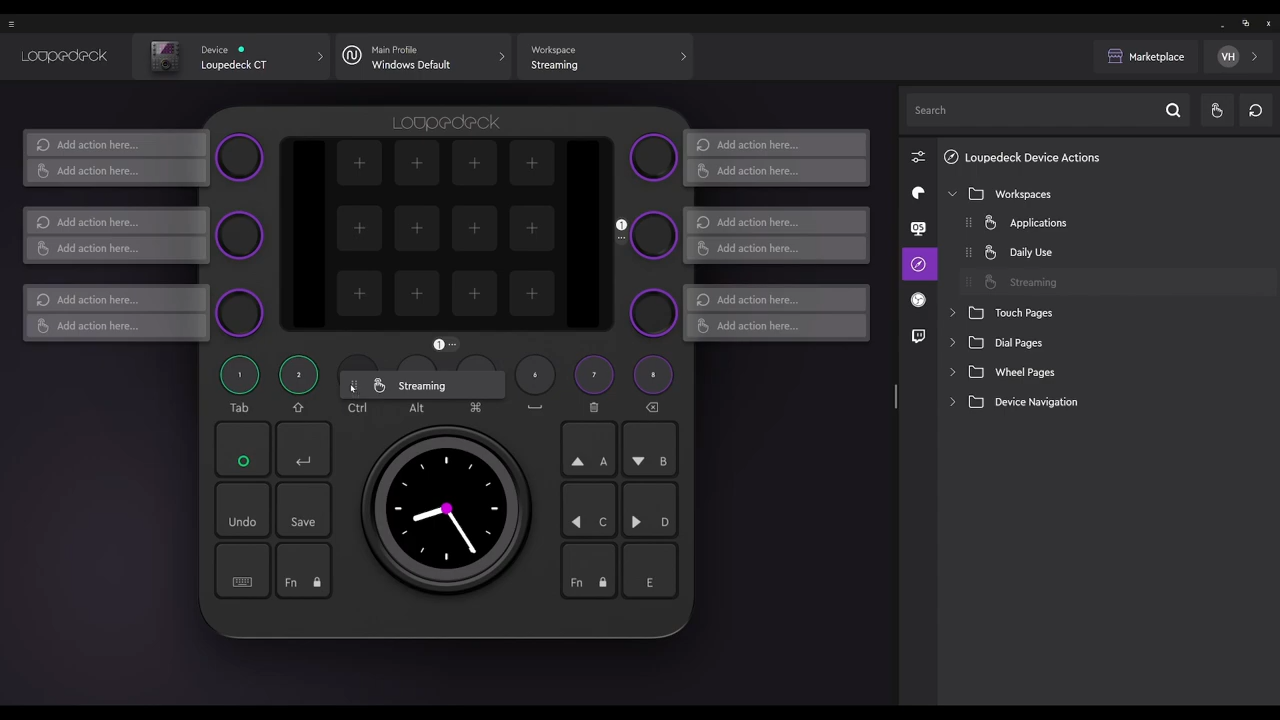 Loupedeck
Device
Loupedeck CT
Main Profile
Windows Default
Workspace
Streaming
Marketplace
VH
Loupedeck
Add action here...
Add action here...
Add action here...
Add action here...
Add action here...
Add action here...
Add action here...
Add action here...
Add action here...
Add action here...
Add action here...
Add action here...
1
...
1
...
1
2
6
7
8
Streaming
Tab
Ctrl
Alt
A
B
Undo
Save
C
D
Fn
Fn
E
Search
Loupedeck Device Actions
Workspaces
Applications
OS
Daily Use
Streaming
Touch Pages
Dial Pages
Wheel Pages
Device Navigation